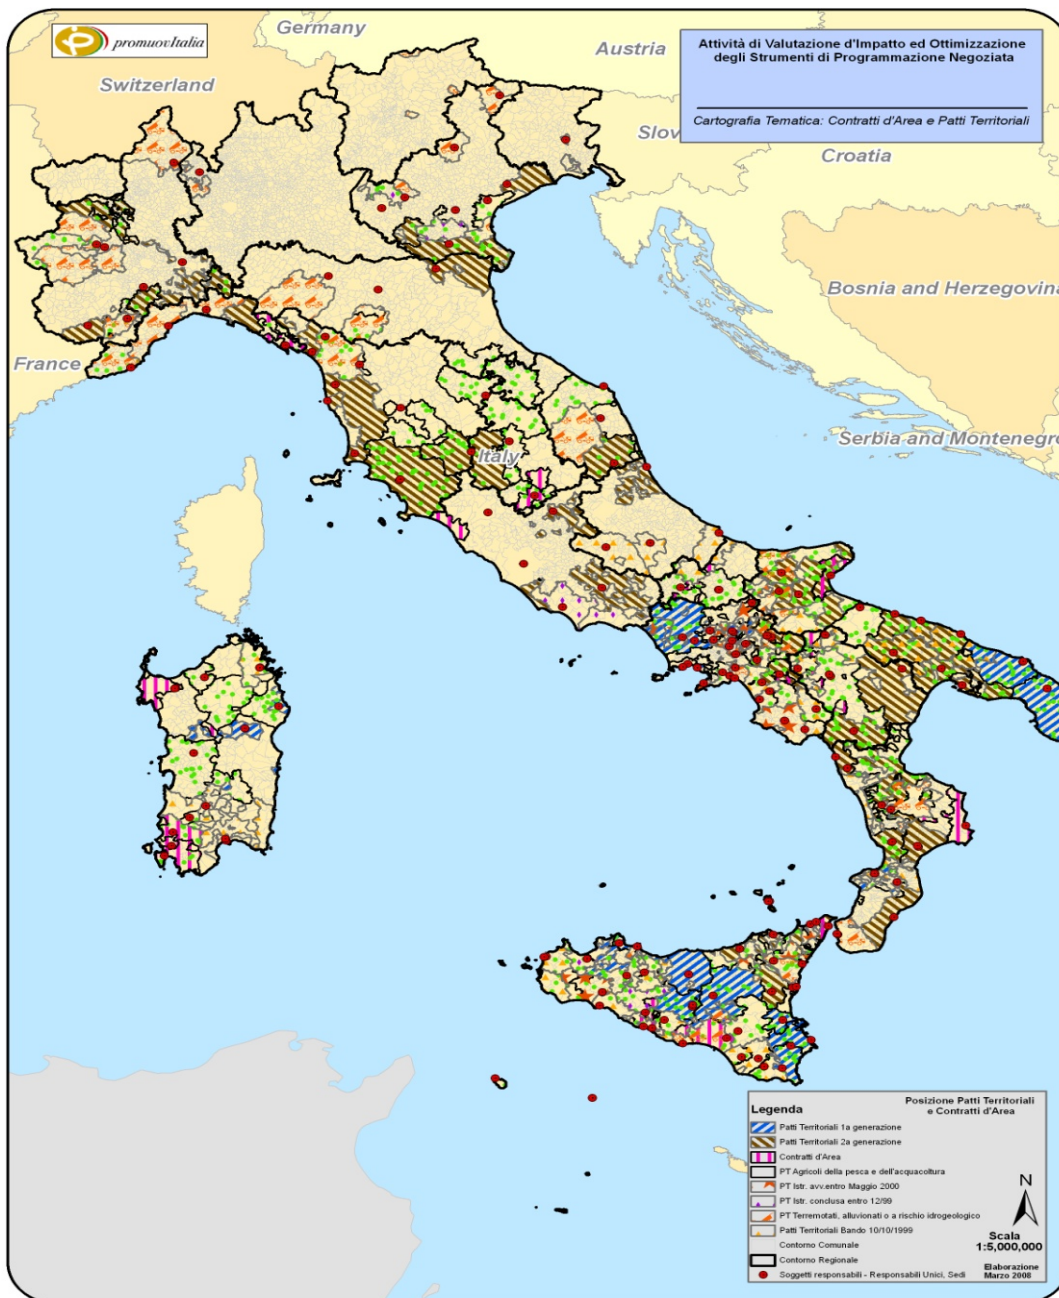 promuovItalia
Germany
Austria
Switzerland
Attività di Valutazione d'Impatto ed Ottimizzazione
degli Strumenti di Programmazione Negoziata
Cartografia Tematica: Contratti d'Area e Patti Territoriali
Slov
Croatia
Bosnia and Herzegovina
France
Serbia and Montenegro
Italy
Legenda
Posizione Patti Territoriali
e Contratti d'Area
Patti Territoriali 1a generazione
Patti Territoriali 2a generazione
Contratti d'Area
PT Agricoli della pesca e dell'acquacoltura
PT Istr. avv.entro Maggio 2000
PT Istr. conclusa entro 12/99
PT Terremotati, alluvionati o a rischio idrogeologico
Patti Territoriali Bando 10/10/1999
Contorno Comunale
Contorno Regionale
Soggetti responsabili - Responsabili Unici, Sedi
N
Scala
1:5,000,000
Elaborazione
Marzo 2008